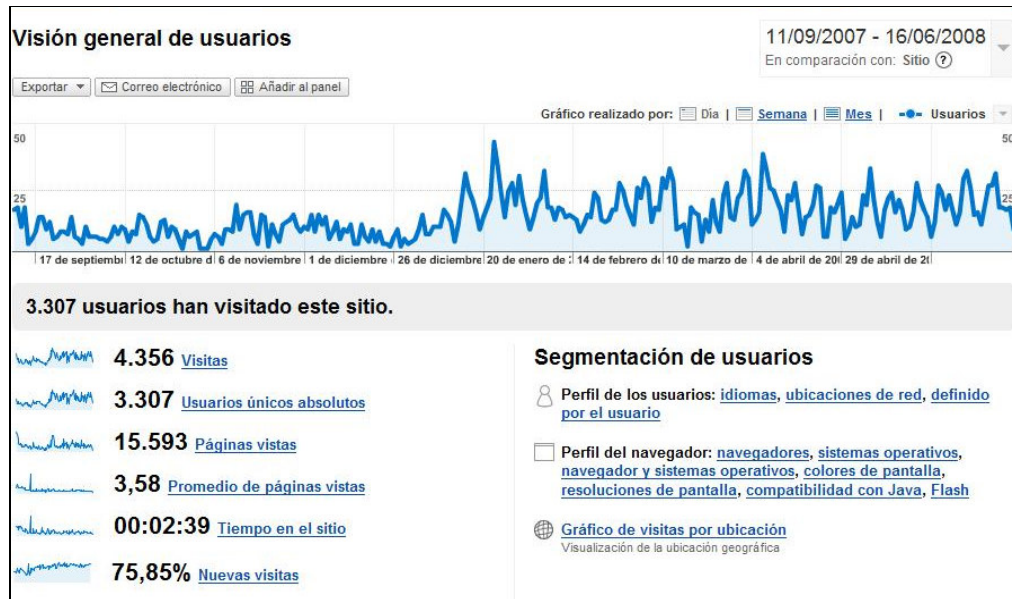 Visión general de usuarios
11/09/2007 - 16/06/2008
En comparación con: Sitio ?
Exportar
Correo electrónico
Añadir al panel
Gráfico realizado por: Día | Semana | Mes | Usuarios
50
50
25
25
17 de septiembr
12 de octubre d
6 de noviembre
1 de diciembre
26 de diciembre
20 de enero de
14 de febrero d
10 de marzo de
4 de abril de 20
29 de abril de 2
3.307 usuarios han visitado este sitio.
4.356 Visitas
3.307 Usuarios únicos absolutos
15.593 Páginas vistas
3,58 Promedio de páginas vistas
00:02:39 Tiempo en el sitio
75,85% Nuevas visitas
Segmentación de usuarios
Perfil de los usuarios: idiomas, ubicaciones de red, definido
por el usuario
Perfil del navegador: navegadores, sistemas operativos,
navegador y sistemas operativos, colores de pantalla,
resoluciones de pantalla, compatibilidad con Java, Flash
Gráfico de visitas por ubicación
Visualización de la ubicación geográfica